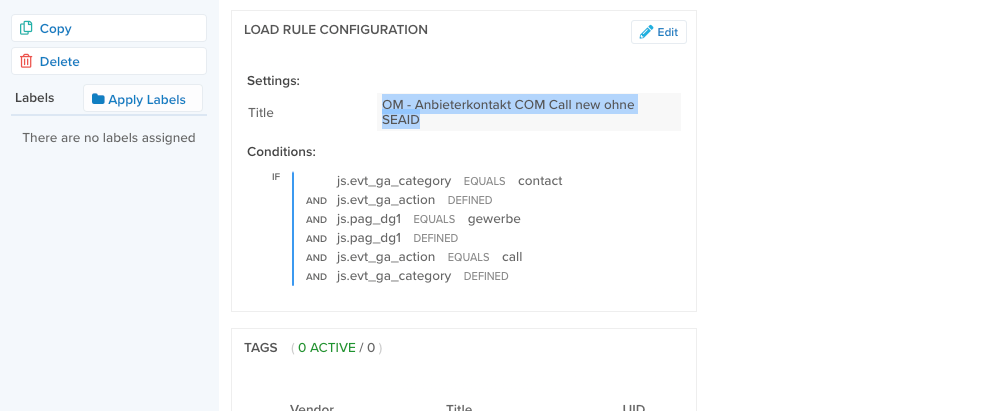 Copy
Delete
Labels
Apply Labels
There are no labels assigned
LOAD RULE CONFIGURATION
Edit
Settings:
Title
OM - Anbieterkontakt COM Call new ohne
SEAID
Conditions:
IF
js.evt_ga_category EQUALS contact
AND js.evt_ga_action DEFINED
AND js.pag_dg1 EQUALS gewerbe
AND js.pag_dg1 DEFINED
AND js.evt_ga_action EQUALS call
AND js.evt_ga_category DEFINED
TAGS ( 0 ACTIVE / 0 )
Vendor Title UID